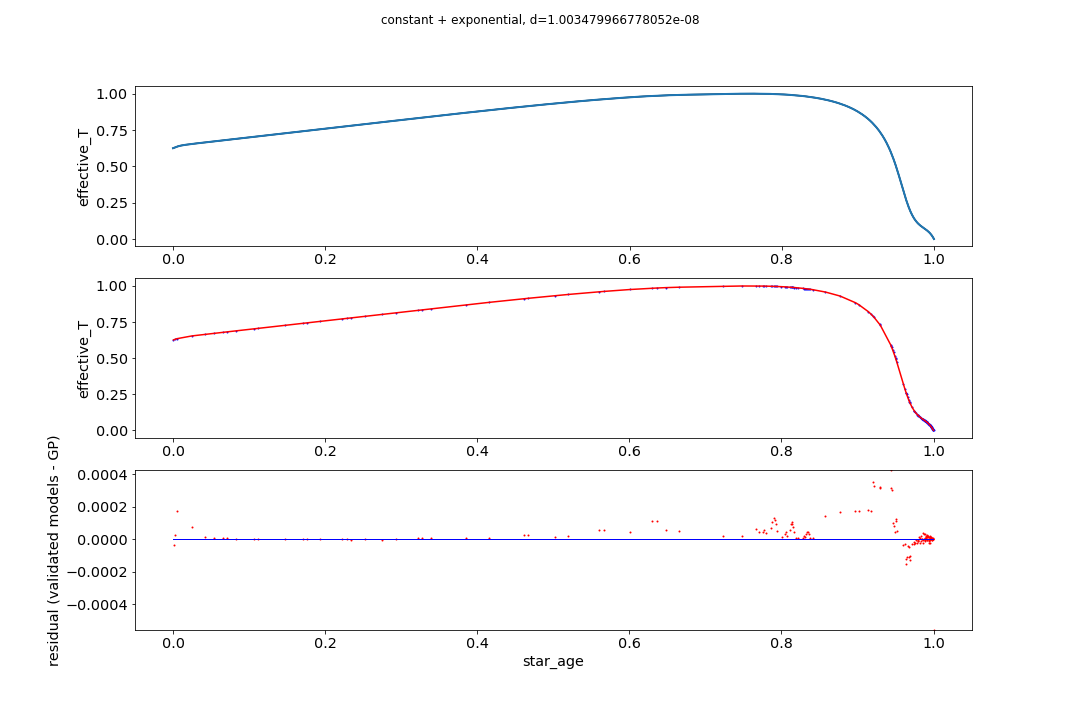 constant + exponential, d=1.003479966778052e-08
effective_T
1.00
0.75
0.50
0.25
0.00
0.0 0.2 0.4 0.6 0.8 1.0
effective_T
1.00
0.75
0.50
0.25
0.00
0.0 0.2 0.4 0.6 0.8 1.0
residual (validated models - GP)
0.0004
0.0002
0.0000
−0.0002
−0.0004
0.0 0.2 0.4 0.6 0.8 1.0
star_age